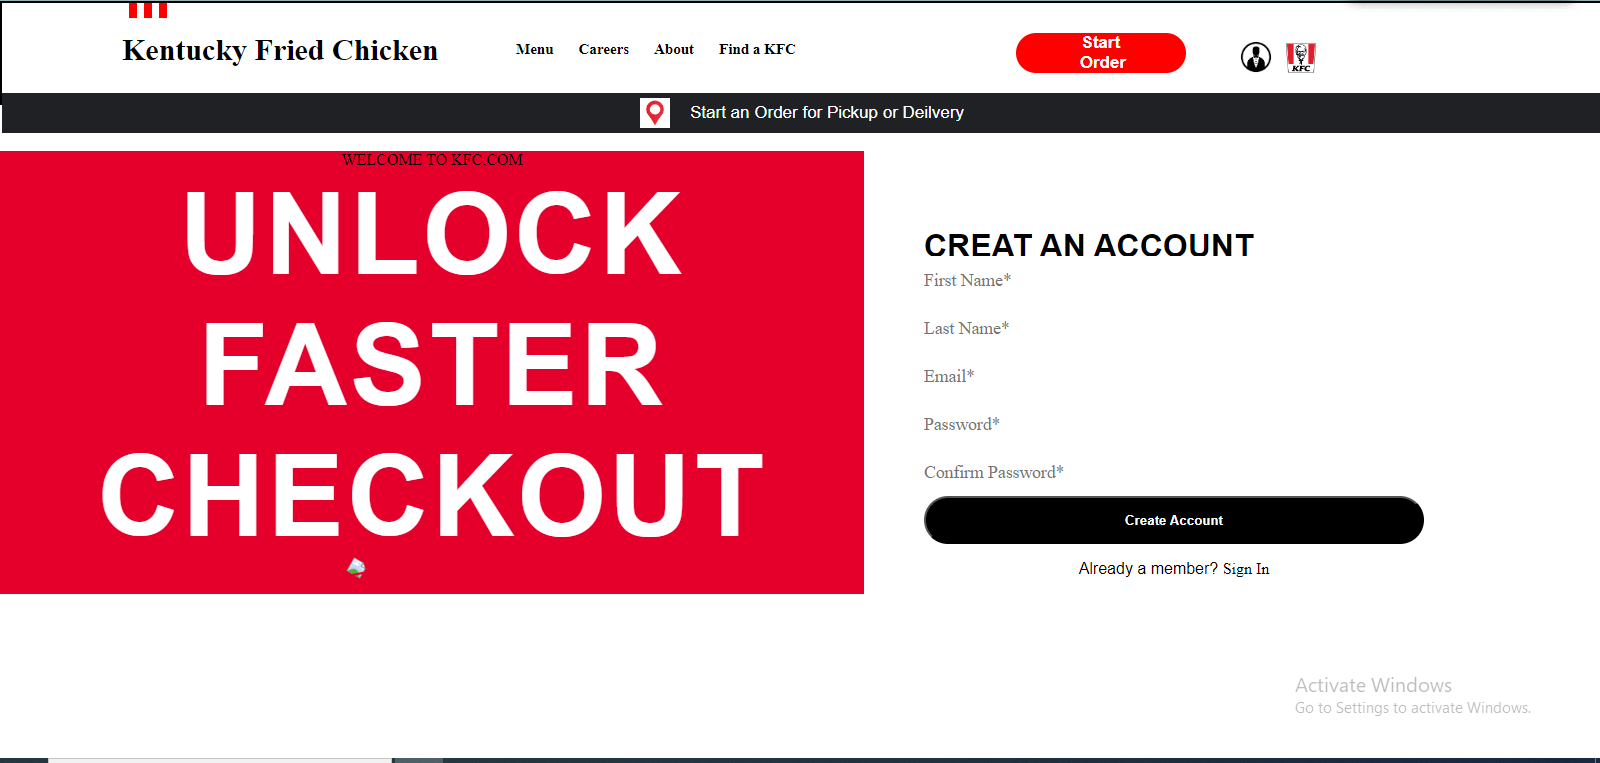 Kentucky Fried Chicken
Menu Careers About Find a KFC
Start
Order
KFC
Start an Order for Pickup or Deilvery
WELCOME TO KFC.COM
UNLOCK
FASTER
CHECKOUT
CREAT AN ACCOUNT
First Name*
Last Name*
Email*
Password*
Confirm Password*
Create Account
Already a member? Sign In
Activate Windows
Go to Settings to activate Windows.